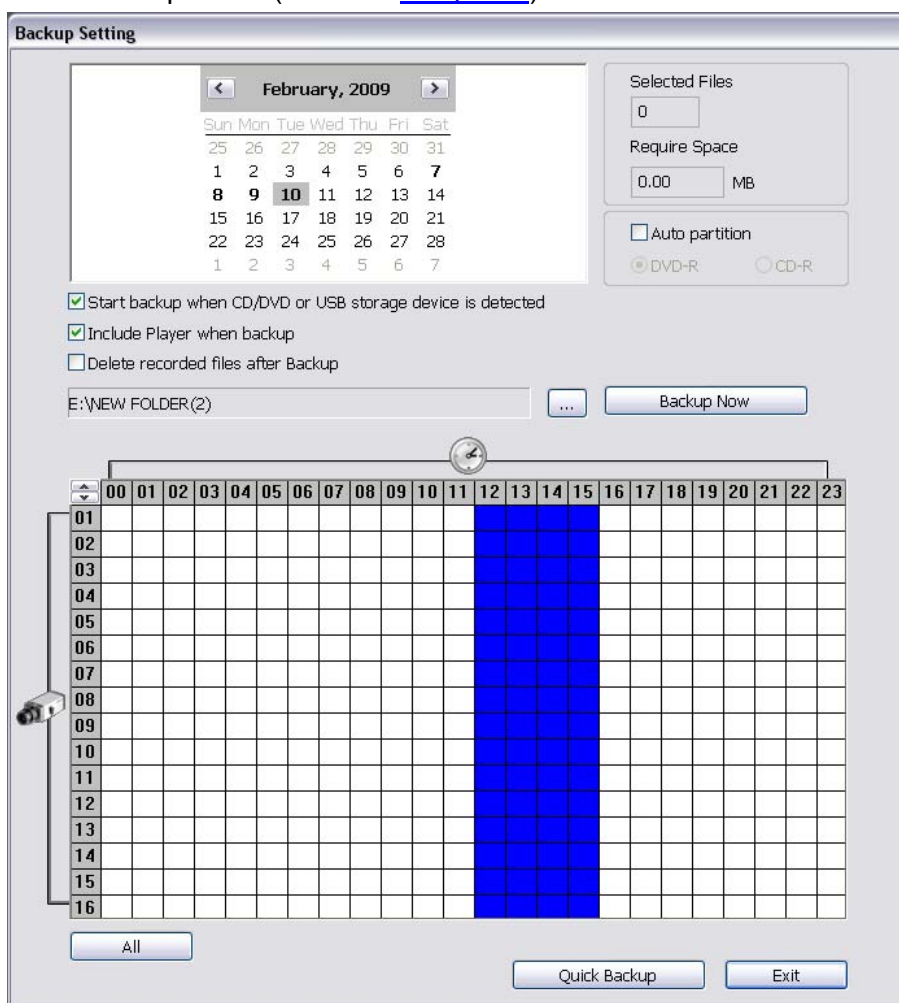 Backup Setting
February, 2009
Sun Mon Tue Wed Thu Fri Sat
25 26 27 28 29 30 31
1 2 3 4 5 6 7
8 9 10 11 12 13 14
15 16 17 18 19 20 21
22 23 24 25 26 27 28
1 2 3 4 5 6 7
Selected Files
0
Require Space
0.00 MB
Auto partition
DVD-R CD-R
Start backup when CD/DVD or USB storage device is detected
Include Player when backup
Delete recorded files after Backup
E:\NEW FOLDER(2) ... Backup Now
00 01 02 03 04 05 06 07 08 09 10 11 12 13 14 15 16 17 18 19 20 21 22 23
01
02
03
04
05
06
07
08
09
10
11
12
13
14
15
16
All
Quick Backup Exit